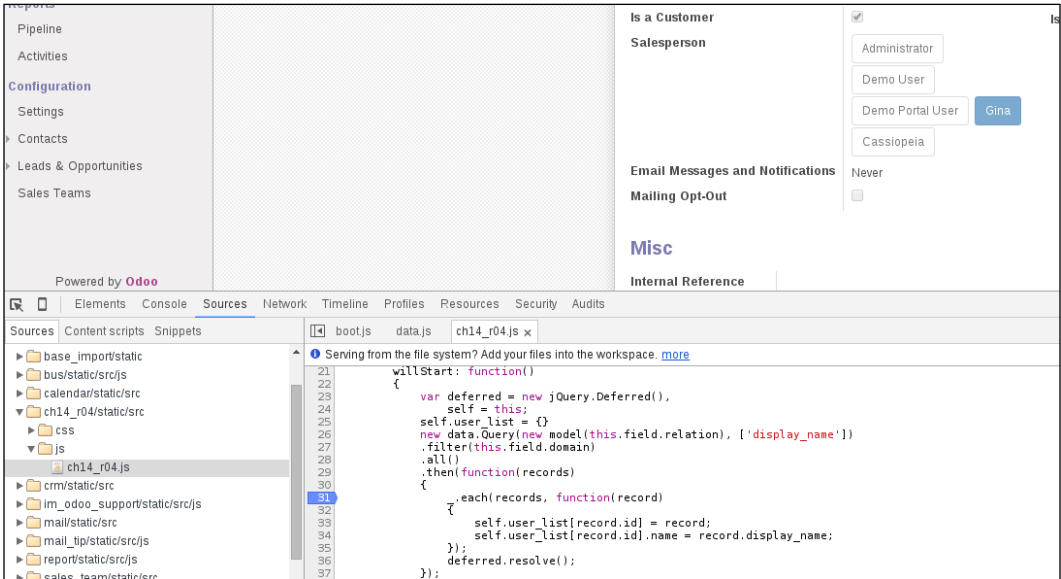 Reports
Pipeline
Activities
Configuration
Settings
Contacts
Leads & Opportunities
Sales Teams
Powered by Odoo
Is a Customer
Is
Salesperson
Administrator
Demo User
Demo Portal User Gina
Cassiopeia
Email Messages and Notifications Never
Mailing Opt-Out
Misc
Internal Reference
Elements Console Sources Network Timeline Profiles Resources Security Audits
Sources Content scripts Snippets
base_import/static
bus/static/src/js
calendar/static/src
ch14_r04/static/src
css
js
ch14_r04.js
crm/static/src
im_odoo_support/static/src/js
mail/static/src
mail_tip/static/src/js
report/static/src/js
sales_team/static/src
boot.js data.js ch14_r04.js ×
Serving from the file system? Add your files into the workspace. more
21 willStart: function()
22 {
23 var deferred = new jQuery.Deferred(),
24 self = this;
25 self.user_list = {}
26 new data.Query(new model(this.field.relation), ['display_name'])
27 .filter(this.field.domain)
28 .all()
29 .then(function(records)
30 {
31 _.each(records, function(record)
32 {
33 self.user_list[record.id] = record;
34 self.user_list[record.id].name = record.display_name;
35 });
36 deferred.resolve();
37 });